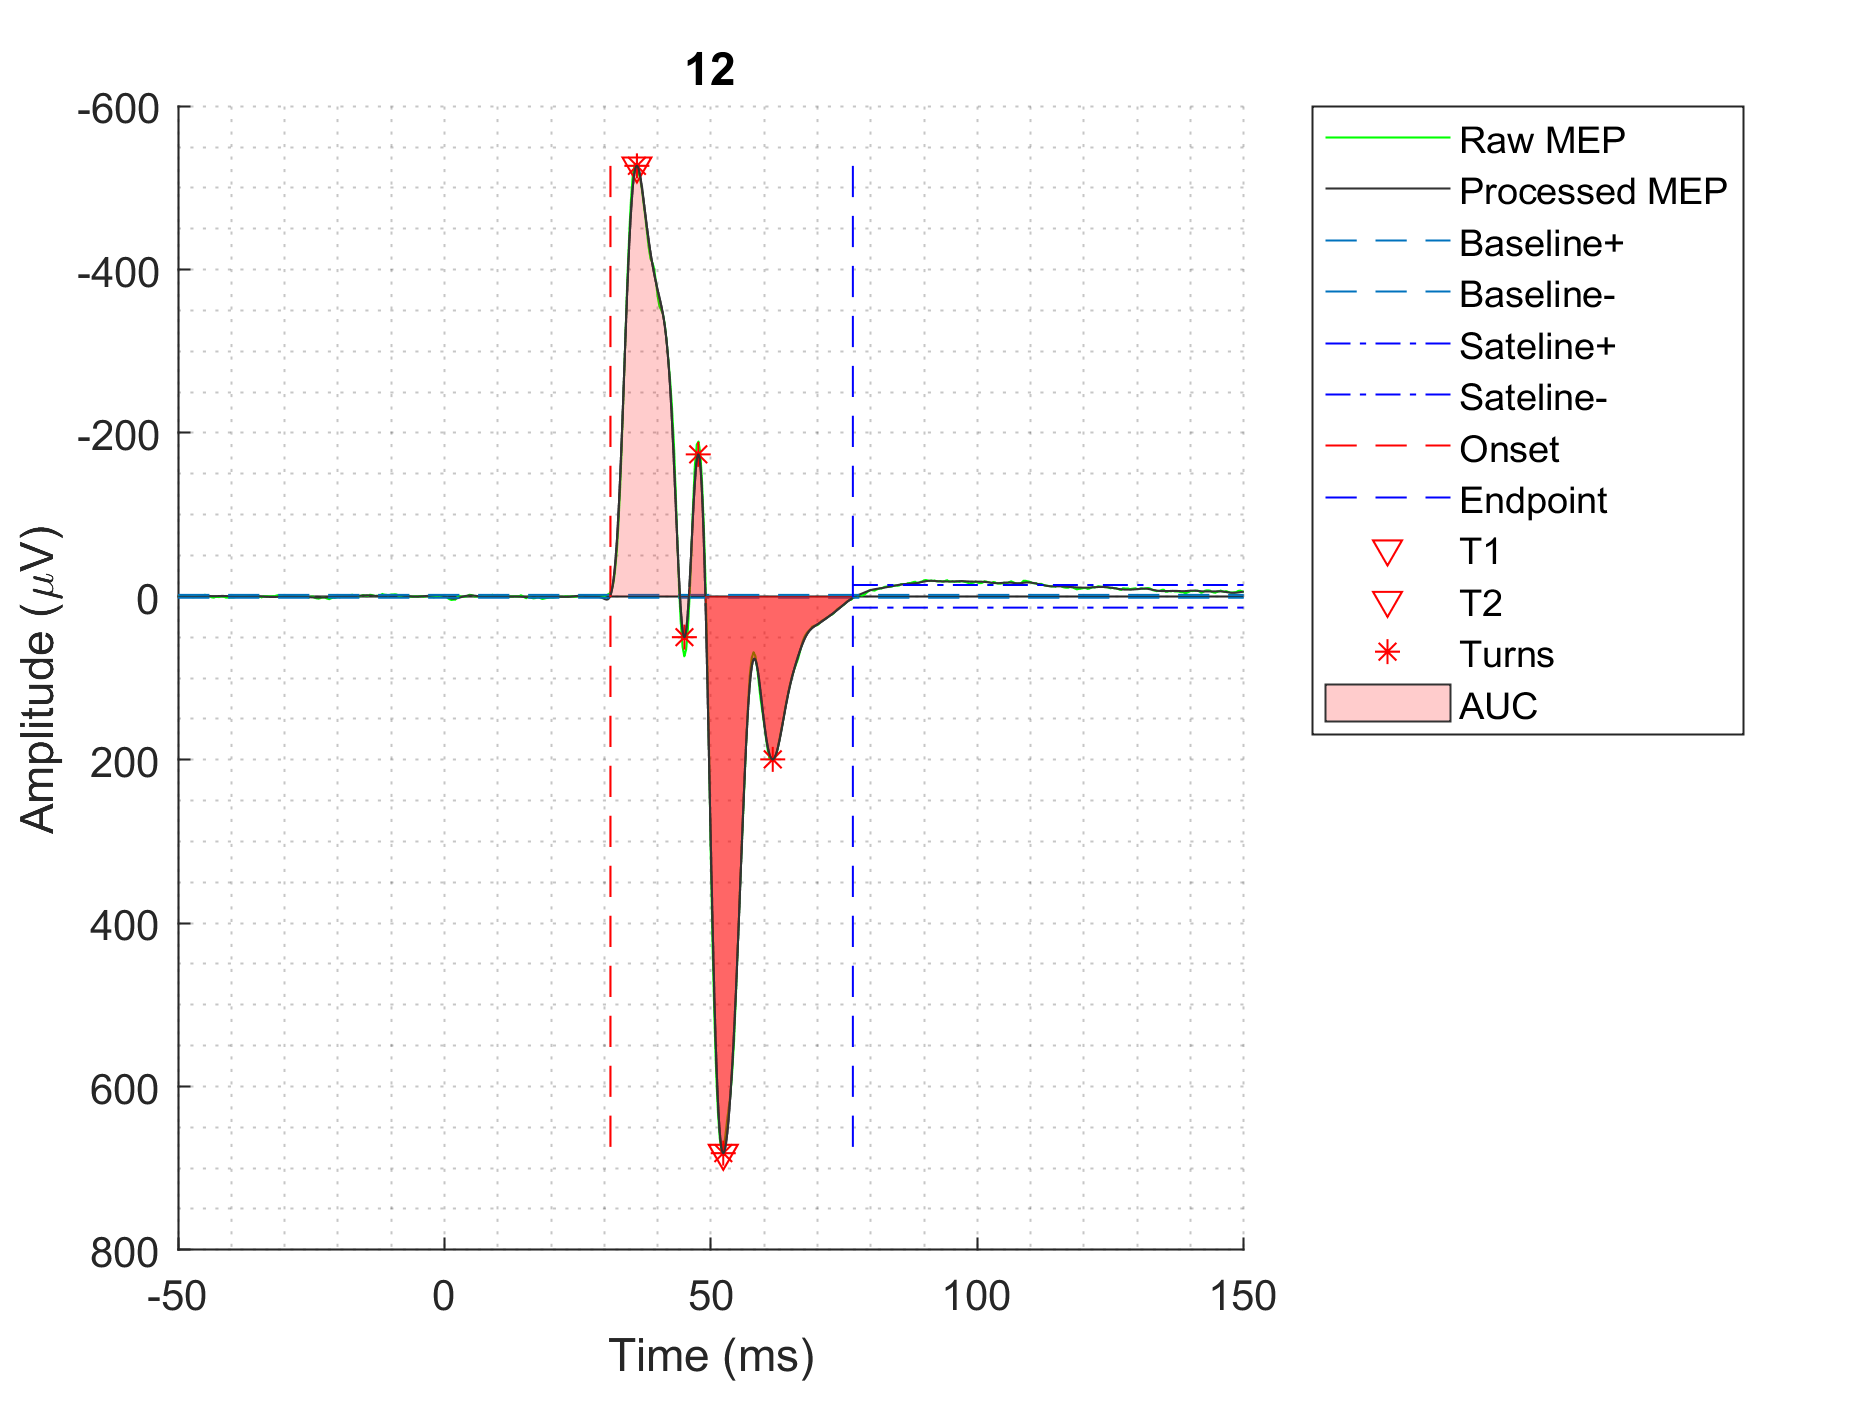 12
-600
-400
-200
0
200
400
600
800
-50
0
50
100
150
Amplitude (μV)
Time (ms)
Raw MEP
Processed MEP
Baseline+
Baseline-
Sateline+
Sateline-
Onset
Endpoint
T1
T2
Turns
AUC